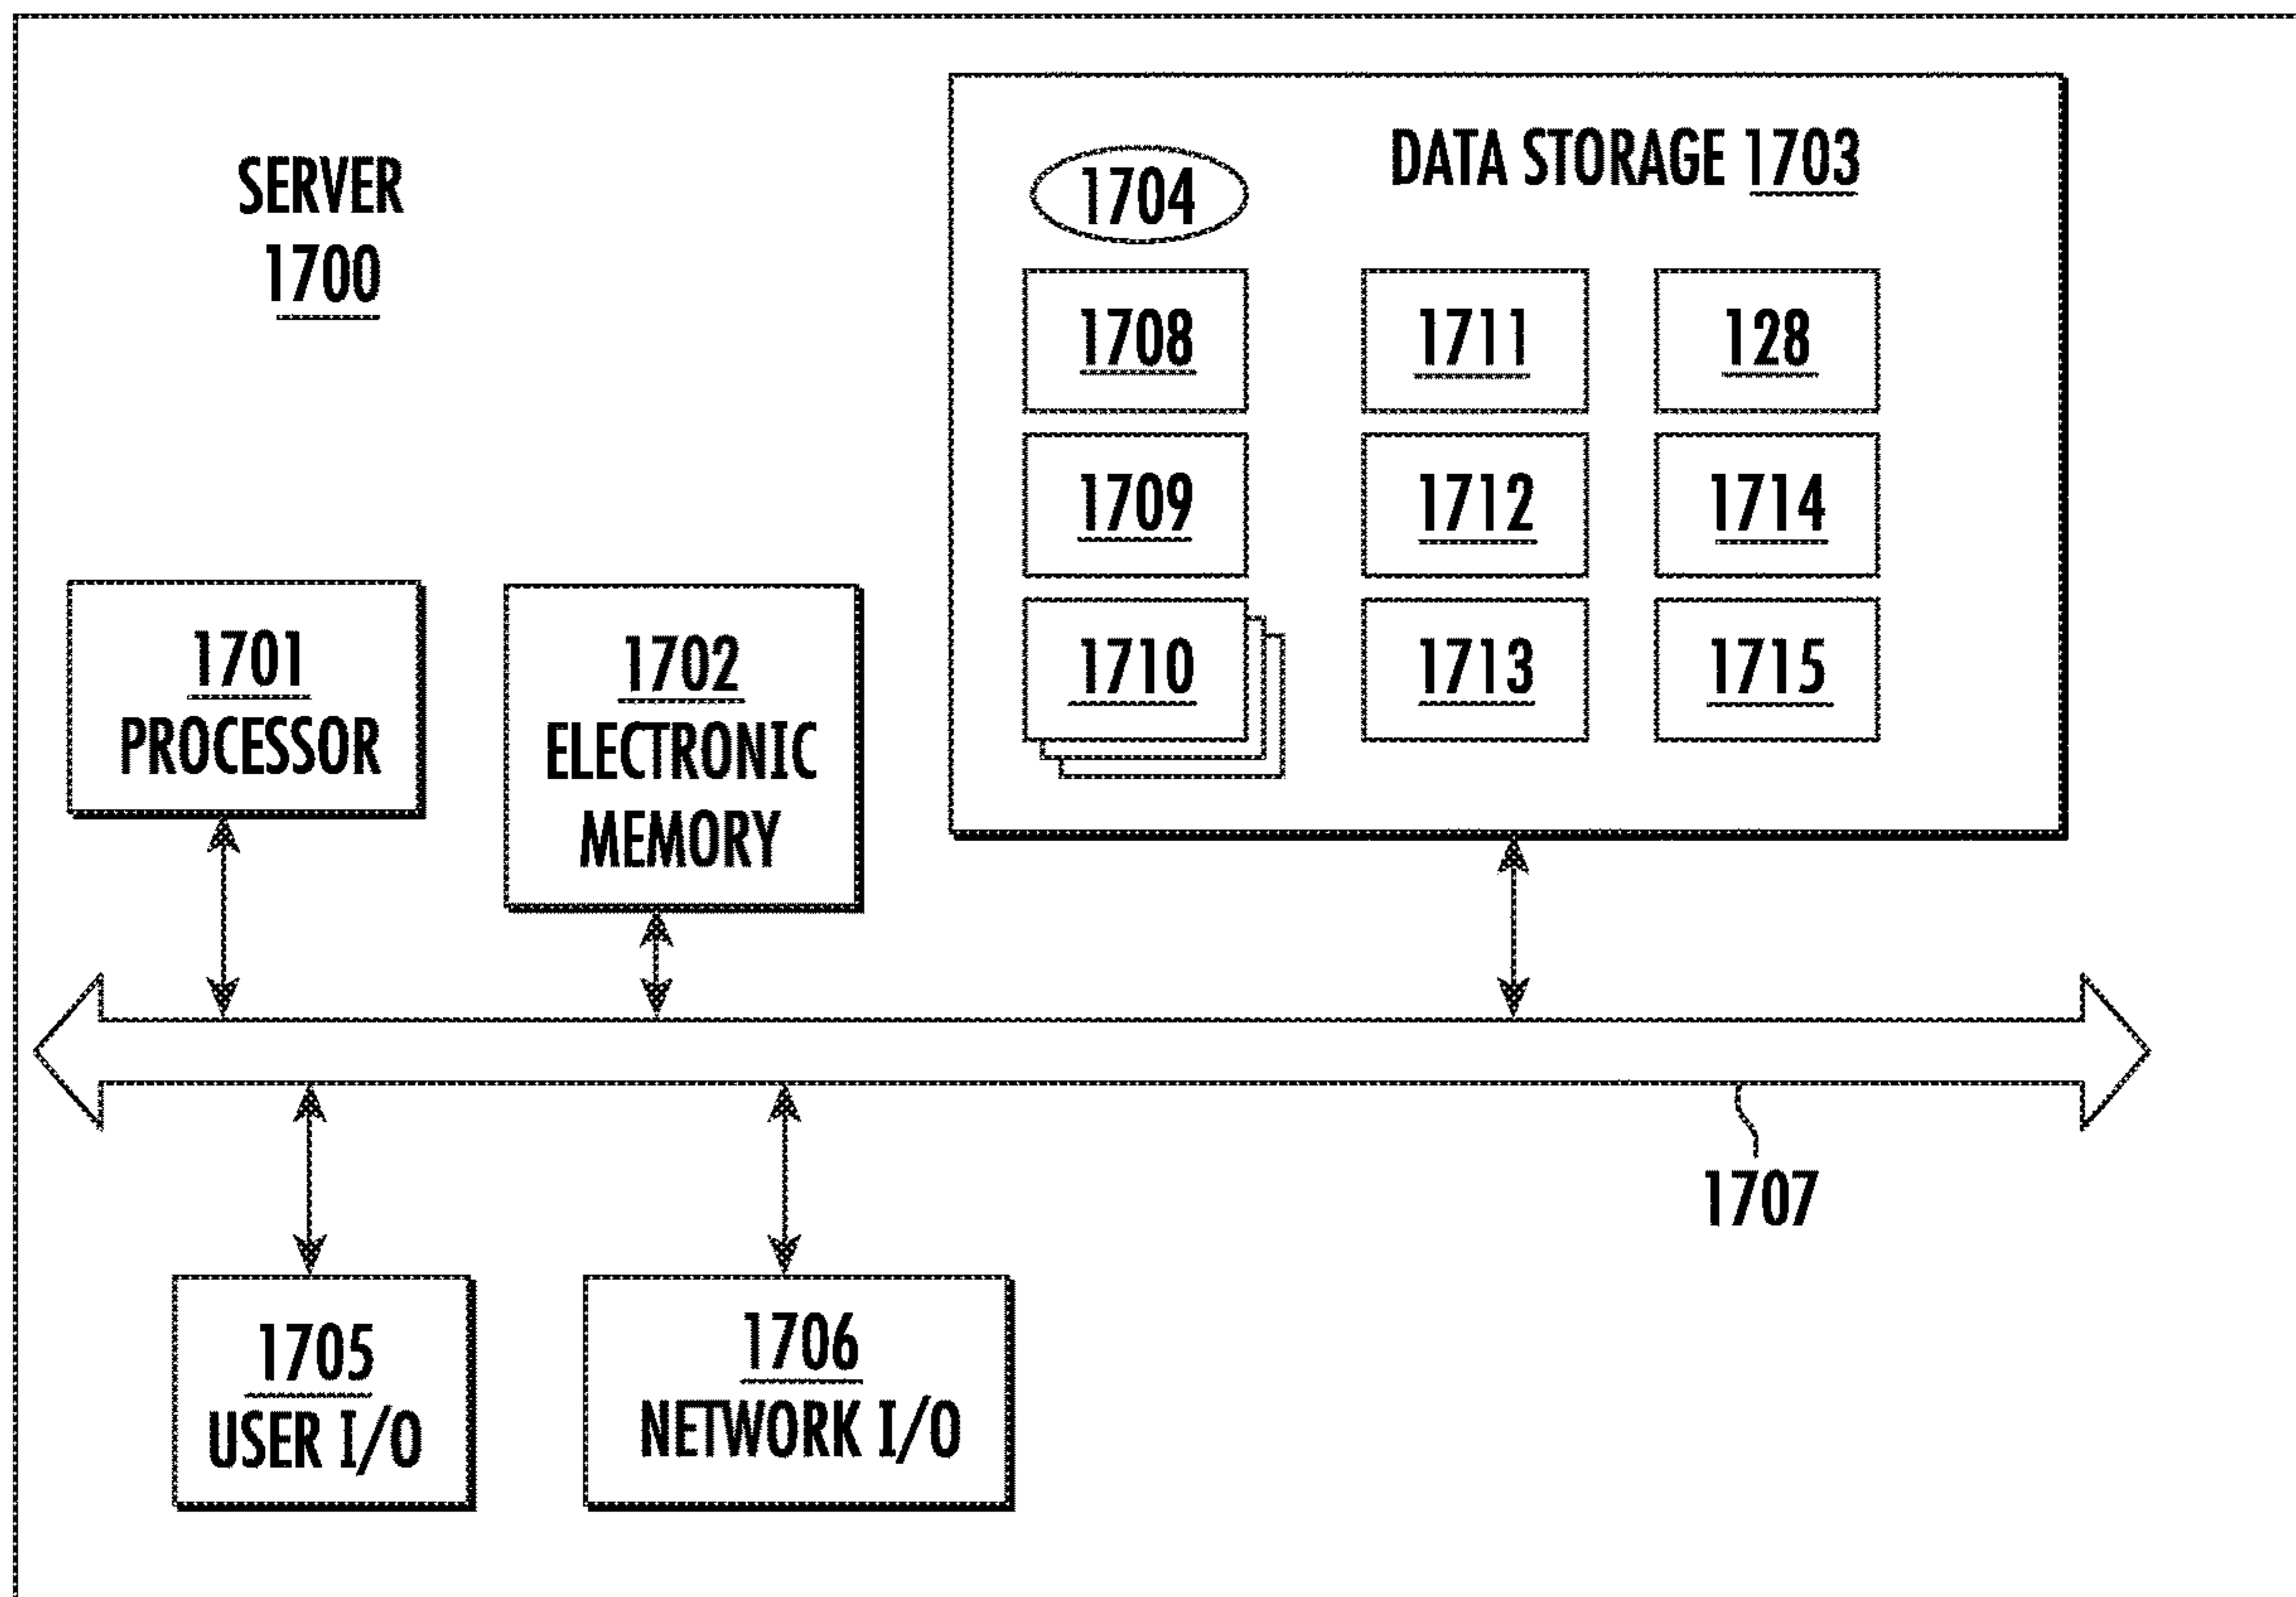 SERVER
1700
DATA STORAGE 1703
1704
1708 1711 128
1709 1712 1714
1710 1713 1715
1701
PROCESSOR
1702
ELECTRONIC
MEMORY
1707
1705
USER I/O
1706
NETWORK I/O